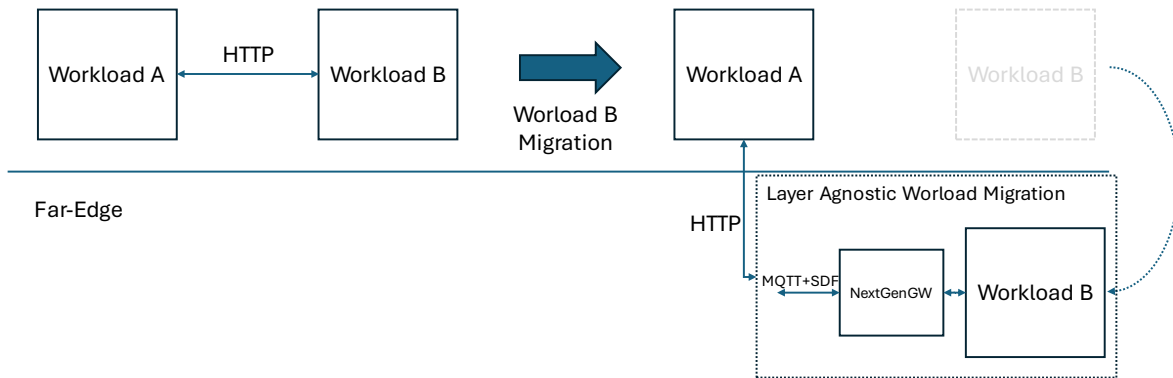 HTTP
Workload A
Workload B
Worload B
Migration
Workload A
Workload B
Far-Edge
HTTP
Layer Agnostic Worload Migration
MQTT+SDF
NextGenGW
Workload B